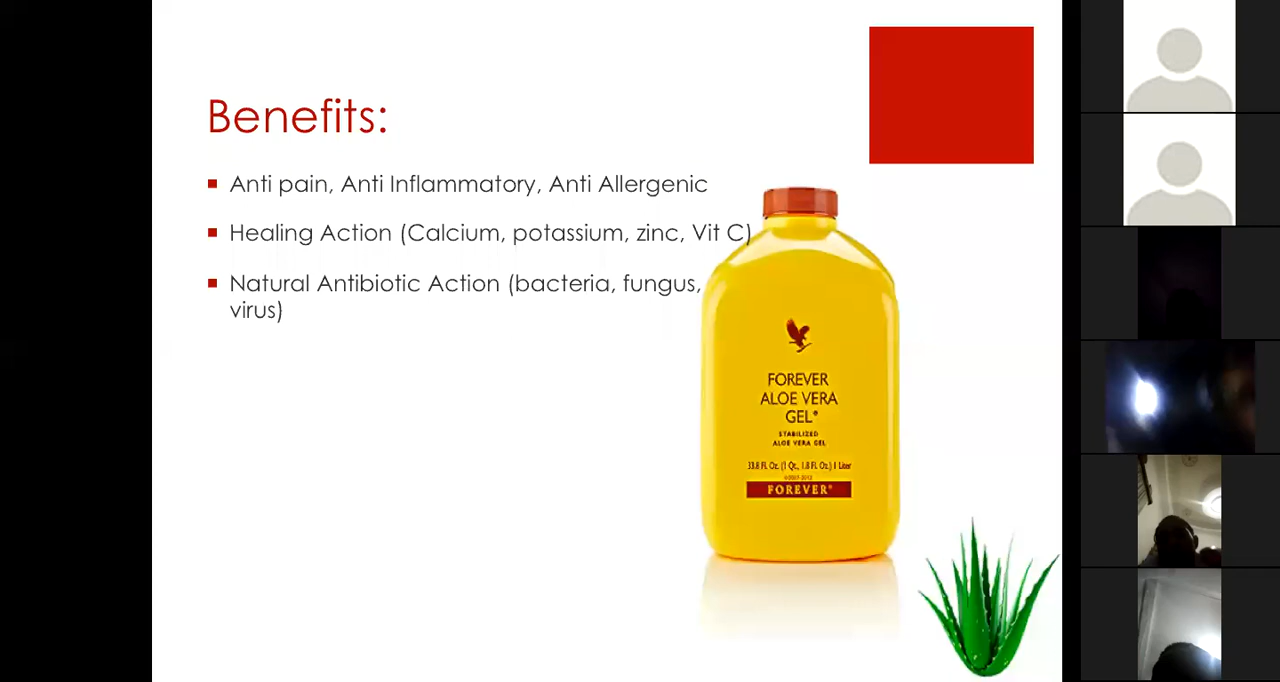 Benefits:
Anti pain, Anti Inflammatory, Anti Allergenic
Healing Action (Calcium, potassium, zinc, Vit C)
Natural Antibiotic Action (bacteria, fungus,
virus)
FOREVER
ALOE VERA
GEL®
STABILIZED
ALOE VERA GEL
33.8 Fl. Oz. (1 Qt., 1.8 Fl. Oz.) 1 Liter
FOREVER®